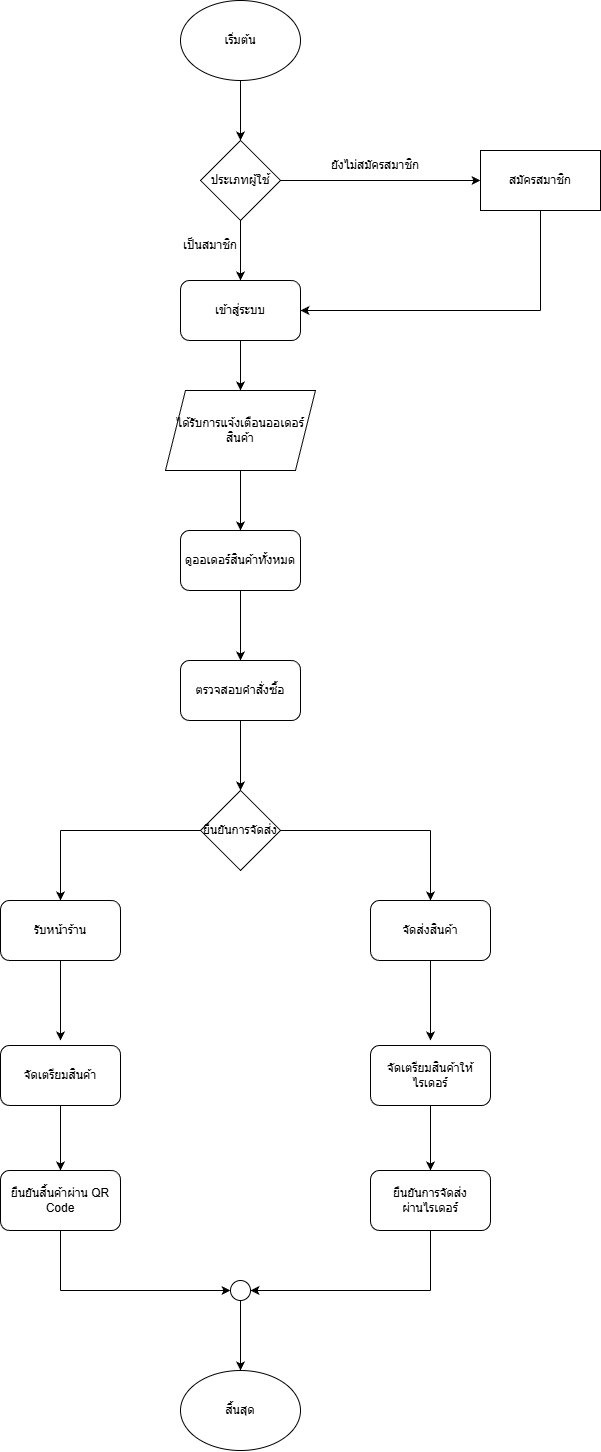 เริ่มต้น
ประเภทผู้ใช้
ยังไม่สมัครสมาชิก
สมัครสมาชิก
เป็นสมาชิก
เข้าสู่ระบบ
ได้รับการแจ้งเตือนออเดอร์
สินค้า
ดูออเดอร์สินค้าทั้งหมด
ตรวจสอบคำสั่งซื้อ
ยืนยันการจัดส่ง
รับหน้าร้าน
จัดส่งสินค้า
จัดเตรียมสินค้า
จัดเตรียมสินค้าให้
ไรเดอร์
ยืนยันสิ้นค้าผ่าน QR
Code
ยืนยันการจัดส่ง
ผ่านไรเดอร์
สิ้นสุด